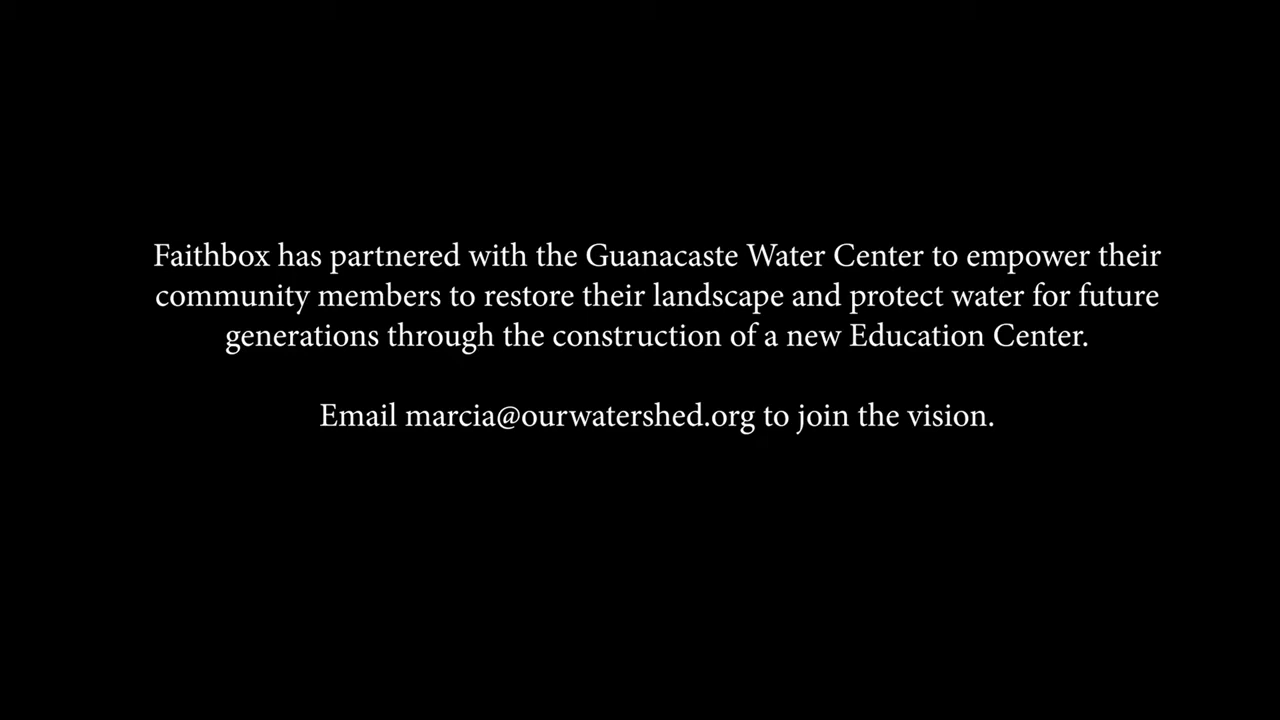 Faithbox has partnered with the Guanacaste Water Center to empower their
community members to restore their landscape and protect water for future
generations through the construction of a new Education Center.
Email marcia@ourwatershed.org to join the vision.